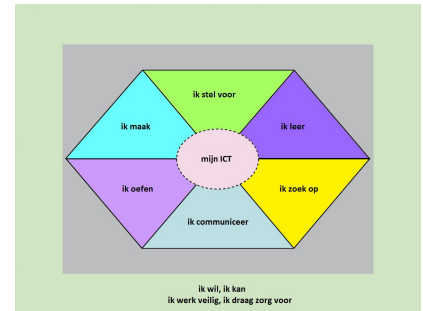 ik stel voor
ik maak
ik leer
mijn ICT
ik oefen
ik zoek op
ik communiceer
ik wil, ik kan
ik werk veilig, ik draag zorg voor